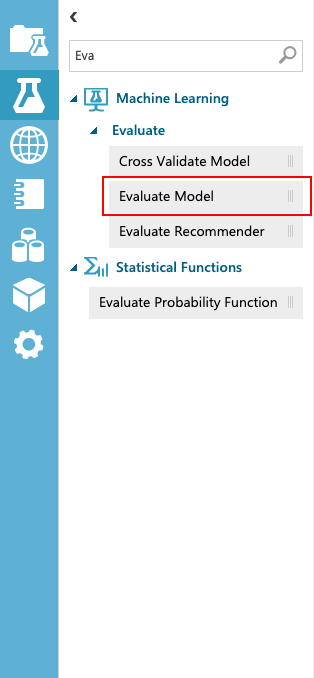 Eva
Machine Learning
Evaluate
Cross Validate Model
Evaluate Model
Evaluate Recommender
Statistical Functions
Evaluate Probability Function